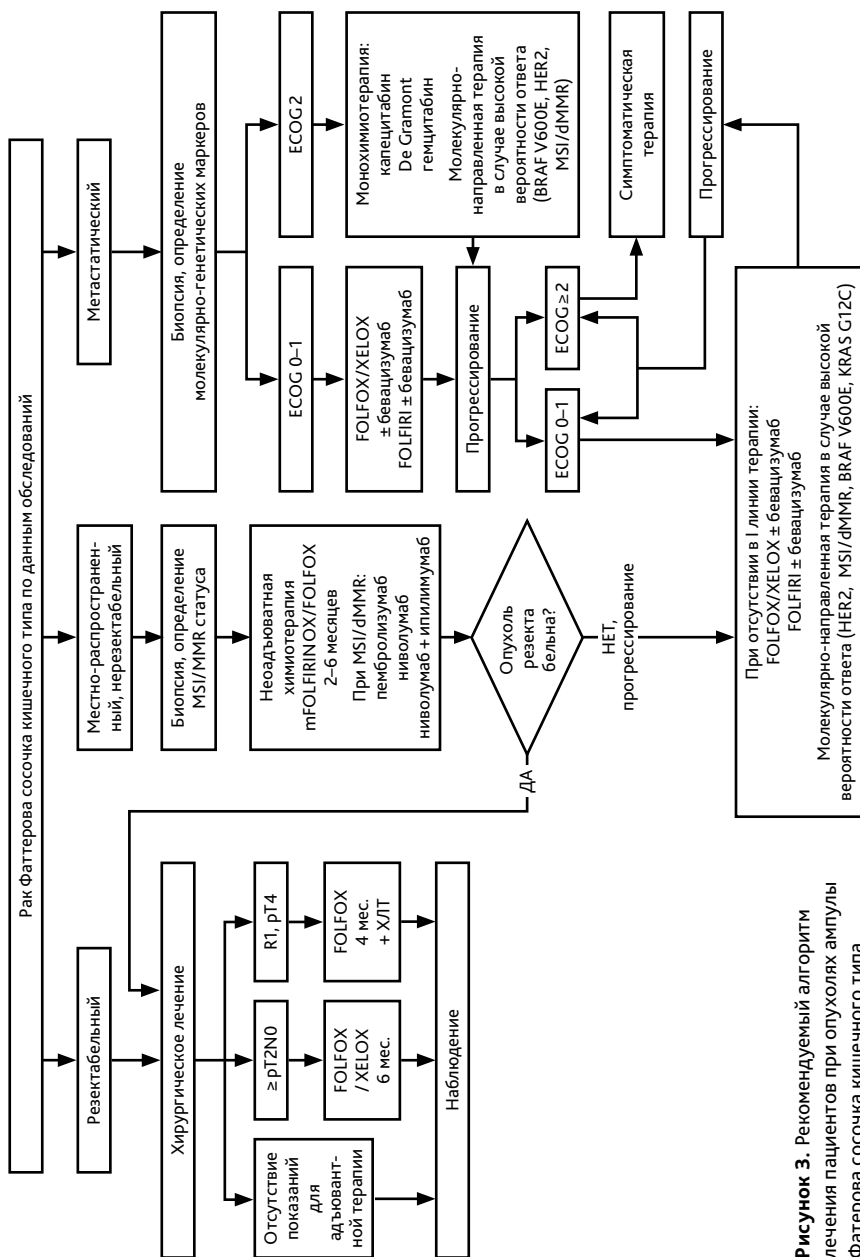 Рак Фаттерова сосочка кишечного типа по данным обследований
Резектабельный
Хирургическое лечение
Отсутствие
показаний
для
адъювант-
ной терапии
≥ pT2N0
FOLFOX
/ XELOX
6 мес.
R1, pT4
FOLFOX
4 мес.
+ ХЛТ
Наблюдение
Местно-распространен-
ный, нерезектабельный
Биопсия, определение
MSI/MMR статуса
Неоадъюватная
химиотерапия
mFOLFIRINOX/FOLFOX
2–6 месяцев
При MSI/dMMR:
пембролизумаб
ниволумаб
ниволумаб + ипилимумаб
Опухоль
резекта
бельна?
ДА
НЕТ,
прогрессирование
Метастатический
Биопсия, определение
молекулярно-генетических маркеров
ECOG 0–1
FOLFOX/XELOX
± бевацизумаб
FOLFIRI ± бевацизумаб
ECOG 2
Монохимиотерапия:
капецитабин
De Gramont
гемцитабин
Молекулярно-
направленная терапия
в случае высокой
вероятности ответа
(BRAF V600E, HER2,
MSI/dMMR)
Прогрессирование
ECOG 0–1
ECOG ≥ 2
Симптоматическая
терапия
Прогрессирование
При отсутствии в I линии терапии:
FOLFOX/XELOX ± бевацизумаб
FOLFIRI ± бевацизумаб
Молекулярно-направленная терапия в случае высокой
вероятности ответа (HER2, MSI/dMMR, BRAF V600E, KRAS G12C)
Рисунок 3. Рекомендуемый алгоритм
лечения пациентов при опухолях ампулы
Фатерова сосочка кишечного типа